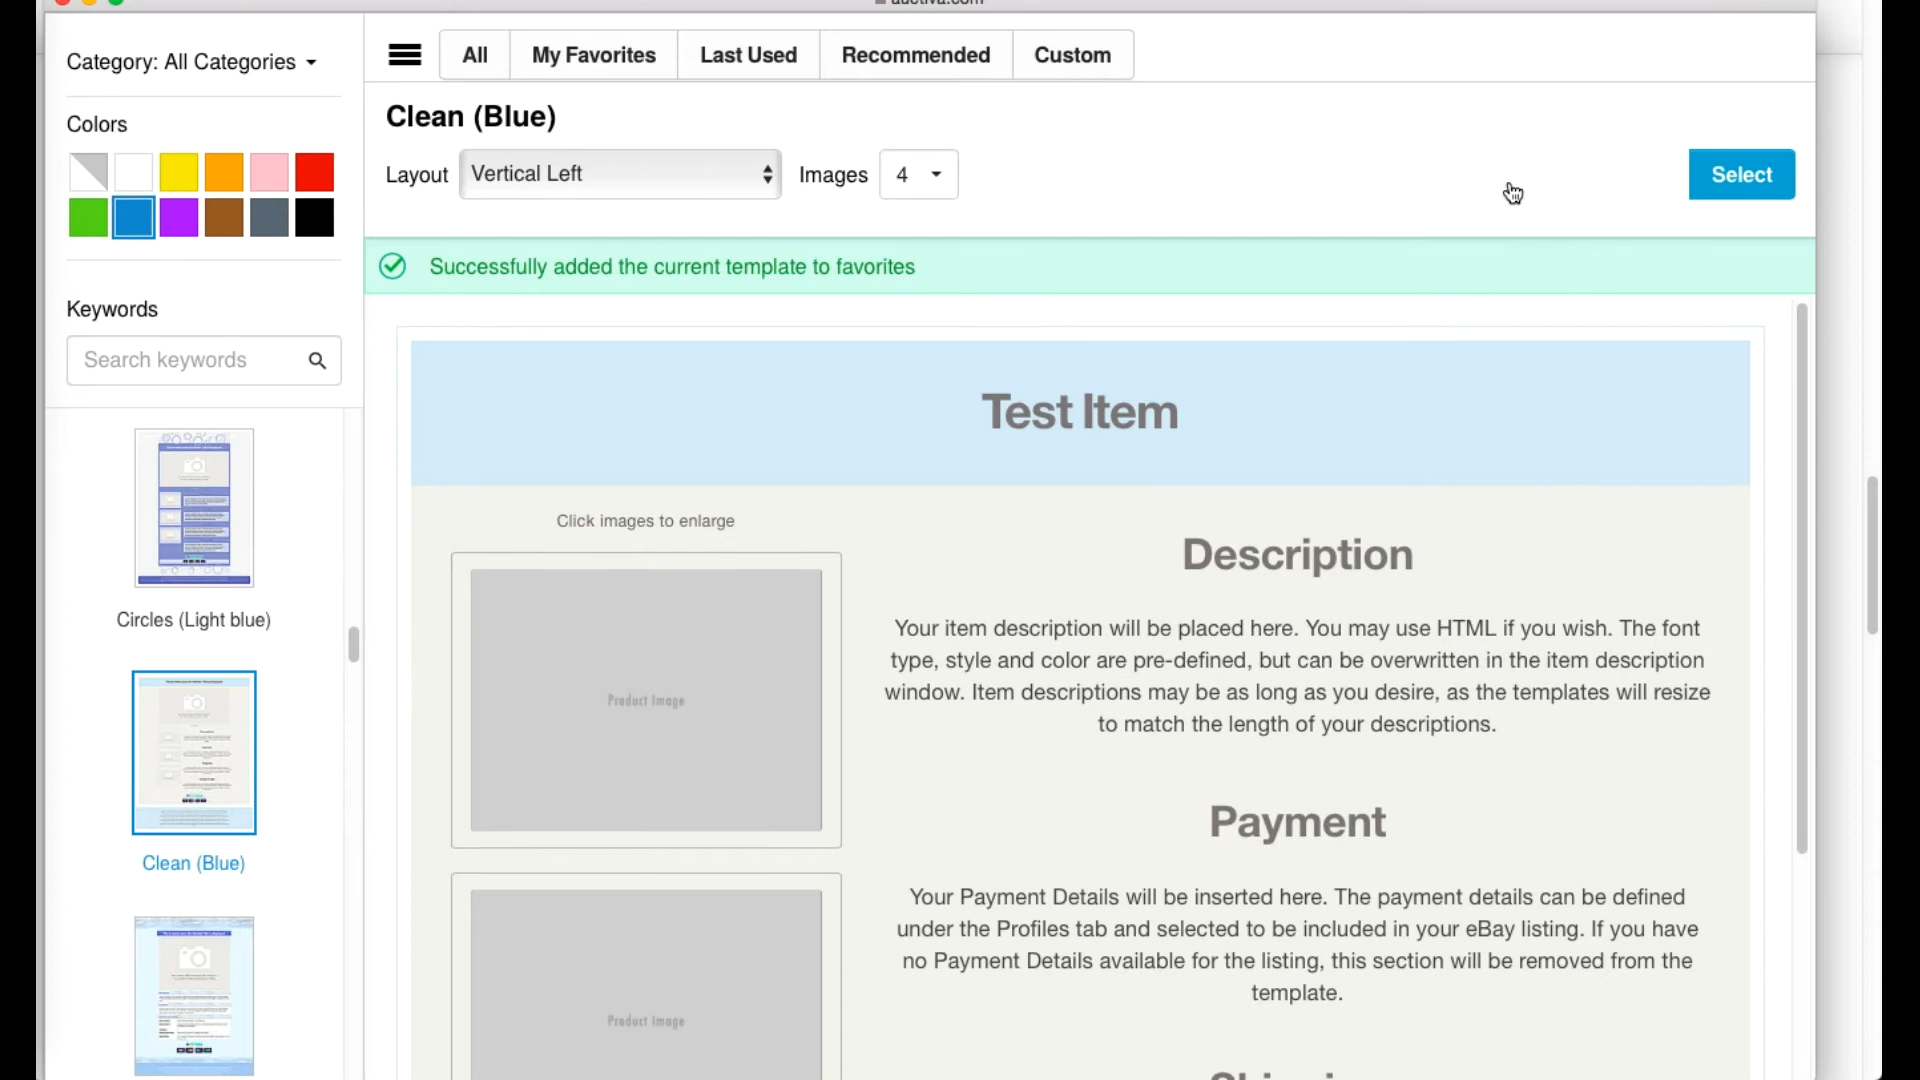 Category: All Categories
All
My Favorites
Last Used
Recommended
Custom
Colors
Clean (Blue)
Layout
Vertical Left
Images
4
Select
Successfully added the current template to favorites
Keywords
Search keywords
Circles (Light blue)
Clean (Blue)
Test Item
Click images to enlarge
Product Image
Product Image
Description
Your item description will be placed here. You may use HTML if you wish. The font
type, style and color are pre-defined, but can be overwritten in the item description
window. Item descriptions may be as long as you desire, as the templates will resize
to match the length of your descriptions.
Payment
Your Payment Details will be inserted here. The payment details can be defined
under the Profiles tab and selected to be included in your eBay listing. If you have
no Payment Details available for the listing, this section will be removed from the
template.